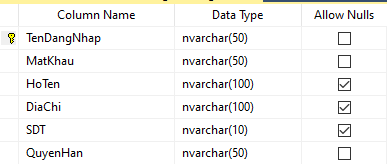 Column Name Data Type Allow Nulls
TenDangNhap nvarchar(50)
MatKhau nvarchar(50)
HoTen nvarchar(100)
DiaChi nvarchar(100)
SDT nvarchar(10)
QuyenHan nvarchar(50)